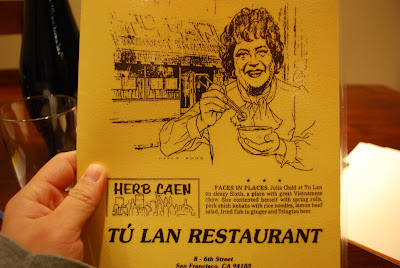 HERB CAEN
★ ★ ★
FACES IN PLACES: Julia Child at Tu Lan
on sleazy Sixth, a place with great Vietnamese
chow. She contented herself with spring rolls,
pork shish kebabs with rice noodles, lemon beef
salad, fried fish in ginger and Tsingtao beer.
TÚ LAN RESTAURANT
8 - 6th Street
San Francisco, CA 94103